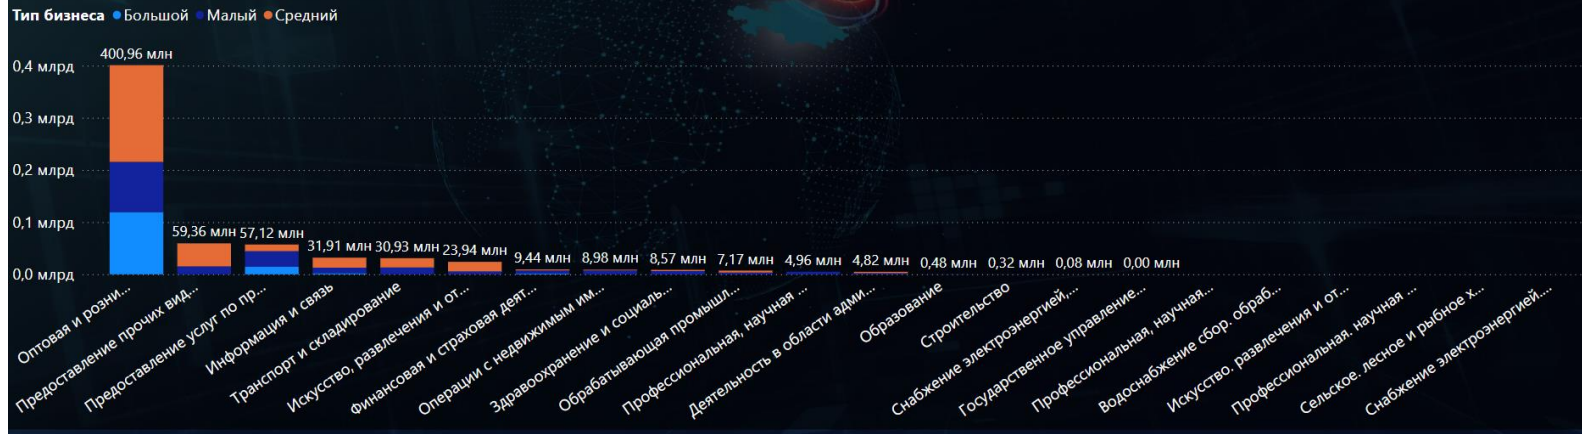 Тип бизнеса Большой Малый Средний
400,96 млн
0,4 млрд
0,3 млрд
0,2 млрд
0,1 млрд
0,0 млрд
59,36 млн 57,12 млн 31,91 млн 30,93 млн 23,94 млн 9,44 млн 8,98 млн 8,57 млн 7,17 млн 4,96 млн 4,82 млн 0,48 млн 0,32 млн 0,08 млн 0,00 млн
Оптовая и розни...
Предоставление прочих вид...
Предоставление услуг по пр...
Информация и связь
Транспорт и складирование
Искусство, развлечения и от...
Финансовая и страховая деят...
Операции с недвижимым им...
Здравоохранение и социаль...
Обрабатывающая промышл...
Профессиональная, научная ...
Деятельность в области адми...
Образование
Строительство
Снабжение электроэнергией,...
Государственное управление...
Профессиональная, научная...
Водоснабжение сбор. обраб...
Искусство. развлечения и от...
Профессиональная. научная ...
Сельское. лесное и рыбное х...
Снабжение электроэнергией....